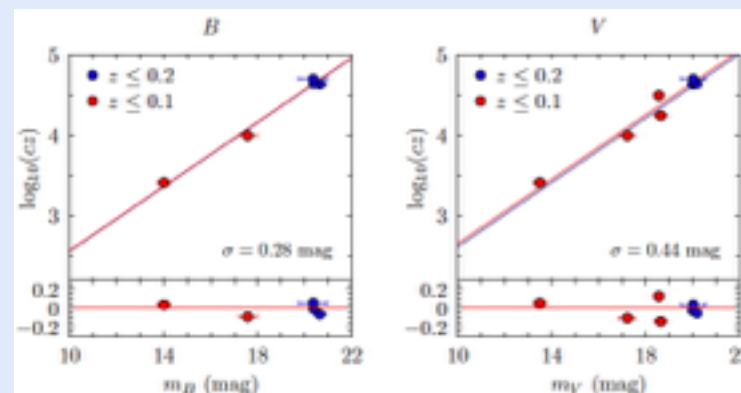 B
5
z ≤ 0.2
z ≤ 0.1
4
log₁₀(cz)
3
σ = 0.28 mag
0.2
0
−0.2
10 14 18 22
m_B (mag)
V
5
z ≤ 0.2
z ≤ 0.1
4
log₁₀(cz)
3
σ = 0.44 mag
0.2
0
−0.2
10 14 18
m_V (mag)